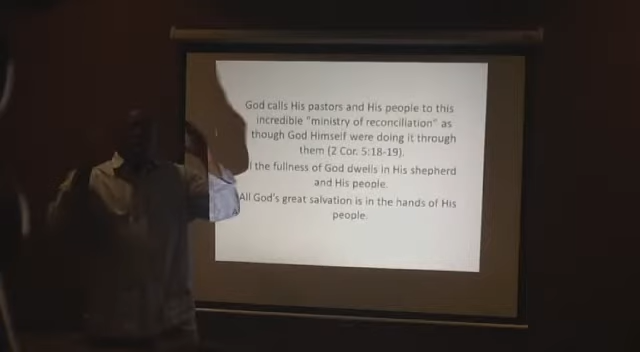 God calls His pastors and His people to this
incredible "ministry of reconciliation" as
though God Himself were doing it through
them (2 Cor. 5:18-19).
the fullness of God dwells in His shepherd
and His people.
All God's great salvation is in the hands of His
people.